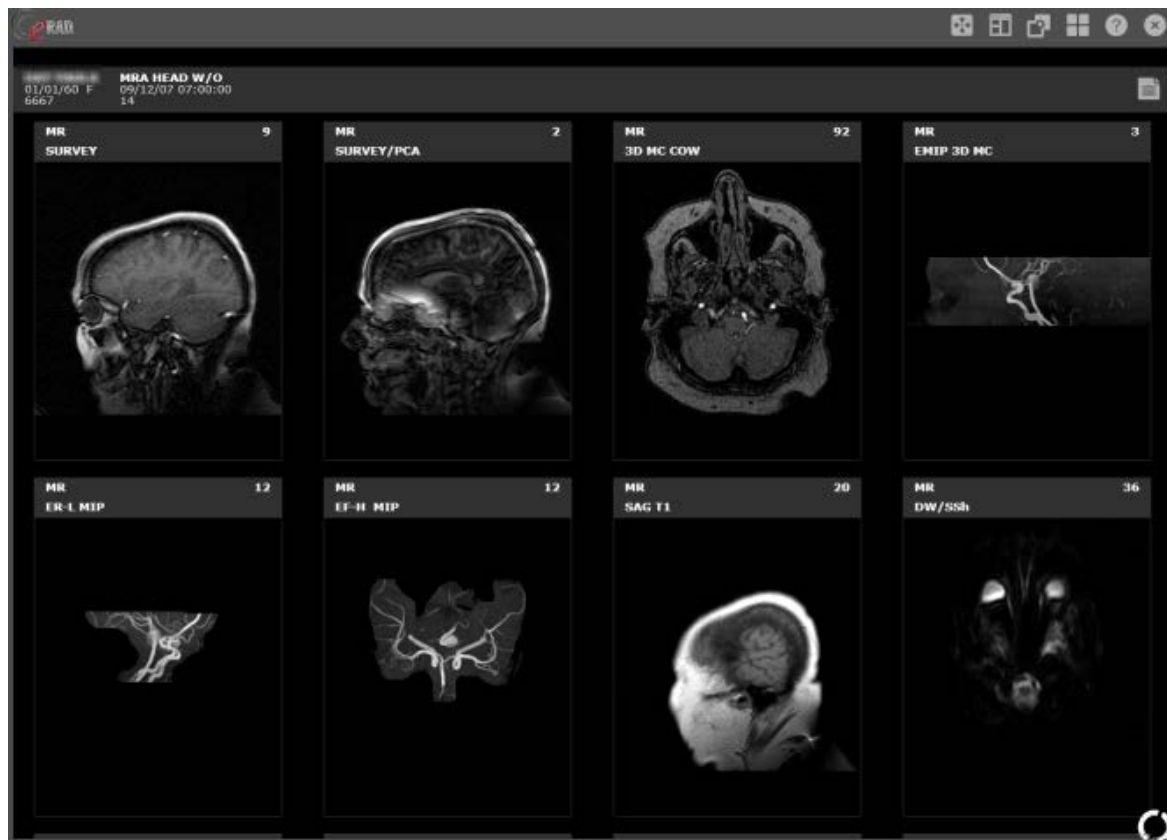 eRAD
MRA HEAD W/O
01/01/60 F 09/12/07 07:00:00
6667 14
MR 9
SURVEY
MR 2
SURVEY/PCA
MR 92
3D MC COW
MR 3
EMIP 3D MC
MR 12
ER-L MIP
MR 12
EF-H MIP
MR 20
SAG T1
MR 36
DW/SSh